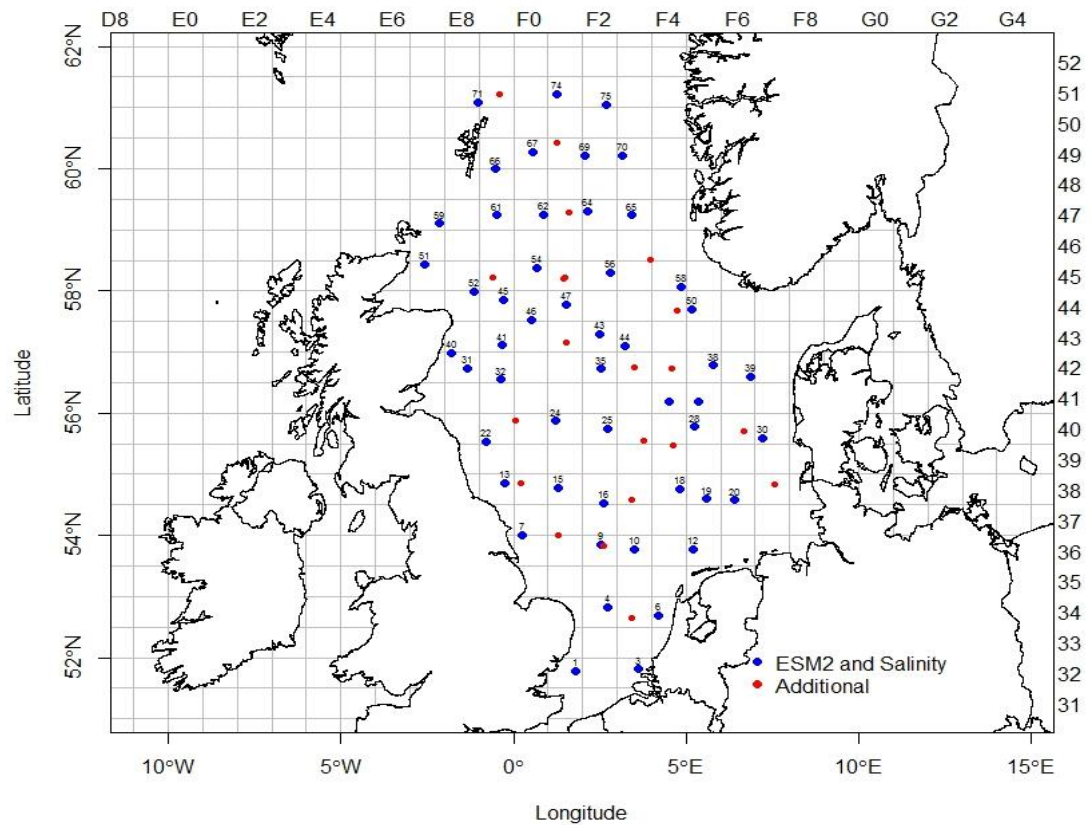 D8 E0 E2 E4 E6 E8 F0 F2 F4 F6 F8 G0 G2 G4
62°N
52
71 74 75 51
50
67 69 70
60°N 66 49
48
59 61 62 64 65 47
51 46
54 56 58 45
58°N 52 45 47 50
46 44
40 41 43 44 43
31 32 35 38 39 42
41
56°N 24 25 28 30 40
22 39
13 15 16 18 19 20 38
54°N 7 37
9 10 12 36
35
4 6 34
33
52°N 1 3 ESM2 and Salinity 32
Additional 31
10°W 5°W 0° 5°E 10°E 15°E
Latitude
Longitude